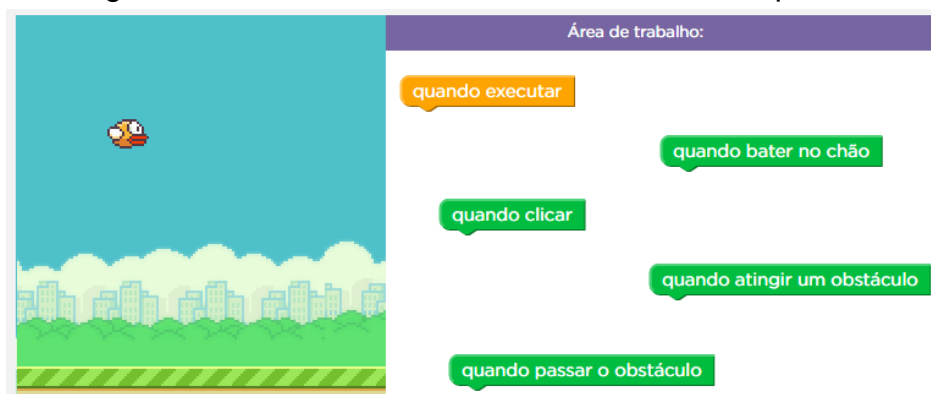 Área de trabalho:
quando executar
quando bater no chão
quando clicar
quando atingir um obstáculo
quando passar o obstáculo